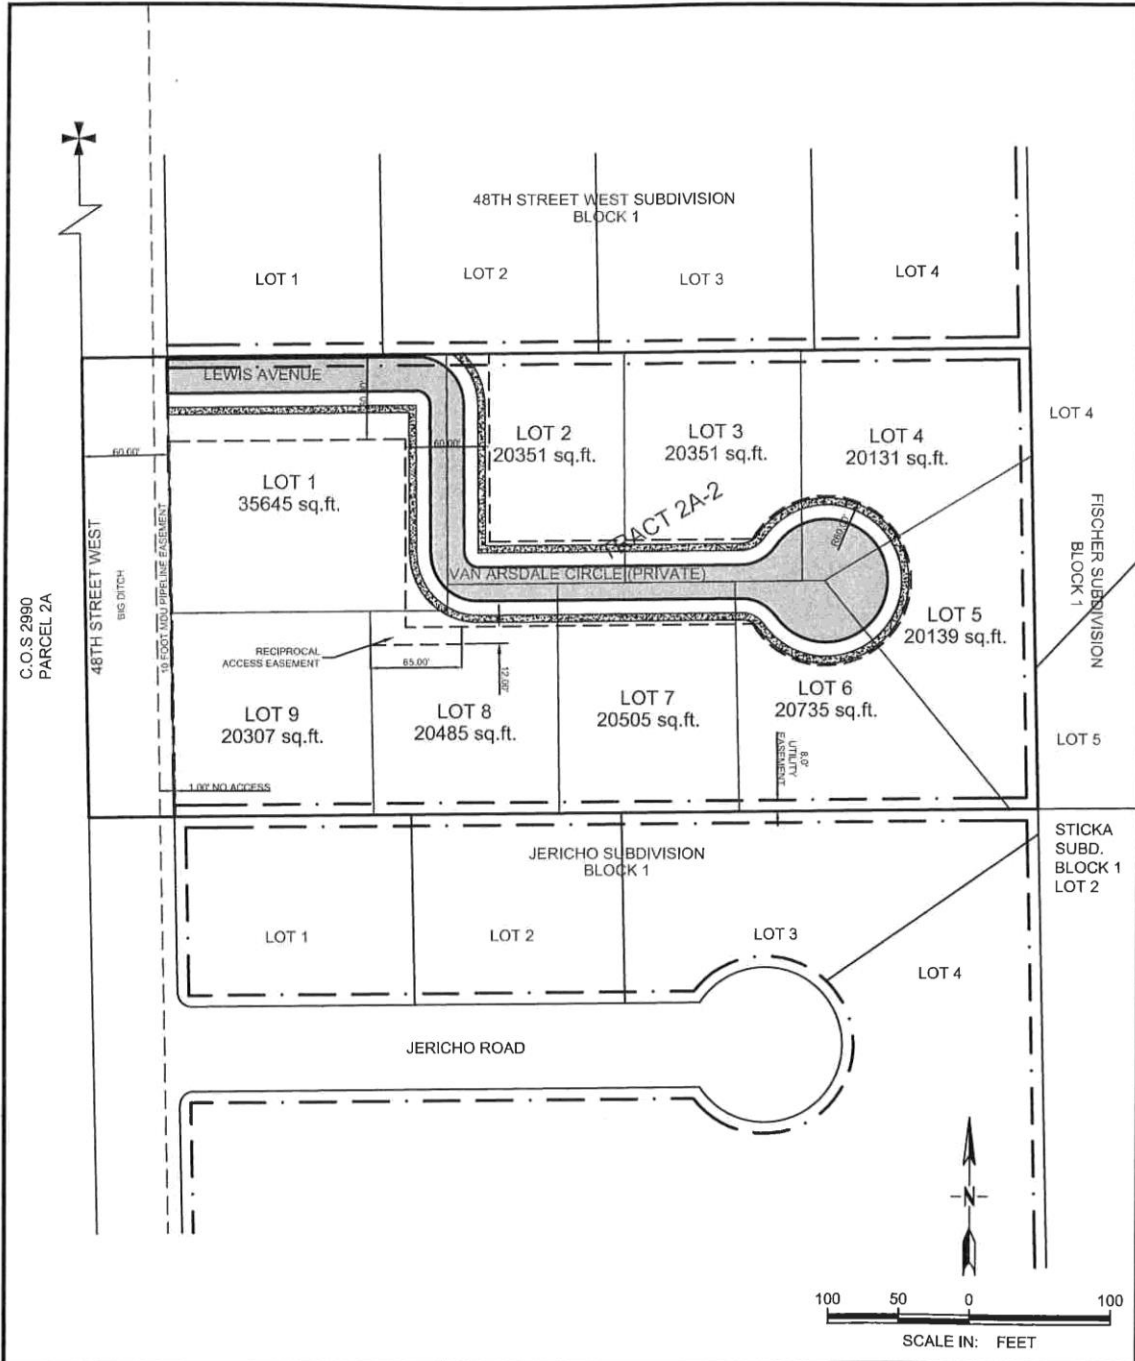 48TH STREET WEST SUBDIVISION
BLOCK 1
LOT 1
LOT 2
LOT 3
LOT 4
LEWIS AVENUE
60.00'
60.00'
LOT 1
35645 sq.ft.
LOT 2
20351 sq.ft.
LOT 3
20351 sq.ft.
LOT 4
20131 sq.ft.
LOT 4
TRACT 2A-2
R60.00'
VAN ARSDALE CIRCLE (PRIVATE)
C.O.S 2990
PARCEL 2A
48TH STREET WEST
BIG DITCH
10 FOOT MDU PIPELINE EASEMENT
FISCHER SUBDIVISION
BLOCK 1
LOT 5
20139 sq.ft.
RECIPROCAL
ACCESS EASEMENT
65.00'
12.00'
LOT 9
20307 sq.ft.
LOT 8
20485 sq.ft.
LOT 7
20505 sq.ft.
LOT 6
20735 sq.ft.
8.0'
UTILITY
EASEMENT
LOT 5
1.00' NO ACCESS
JERICHO SUBDIVISION
BLOCK 1
STICKA
SUBD.
BLOCK 1
LOT 2
LOT 1
LOT 2
LOT 3
LOT 4
JERICHO ROAD
N
100 50 0 100
SCALE IN: FEET